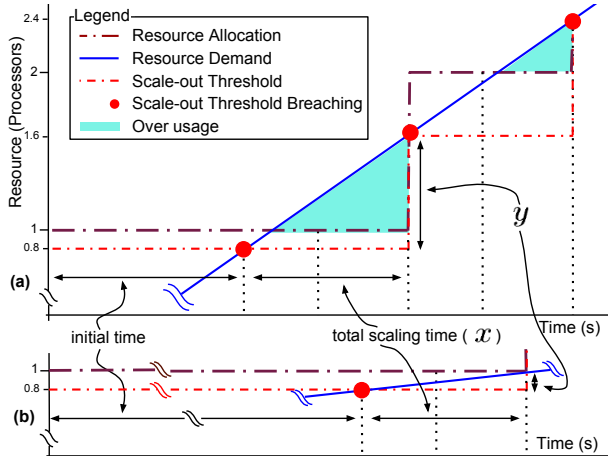 Legend
Resource Allocation
Resource Demand
Scale-out Threshold
Scale-out Threshold Breaching
Over usage
Resource (Processors)
2.4
2
1.6
1
0.8
y
(a)
Time (s)
initial time
total scaling time ( x )
1
0.8
(b)
Time (s)